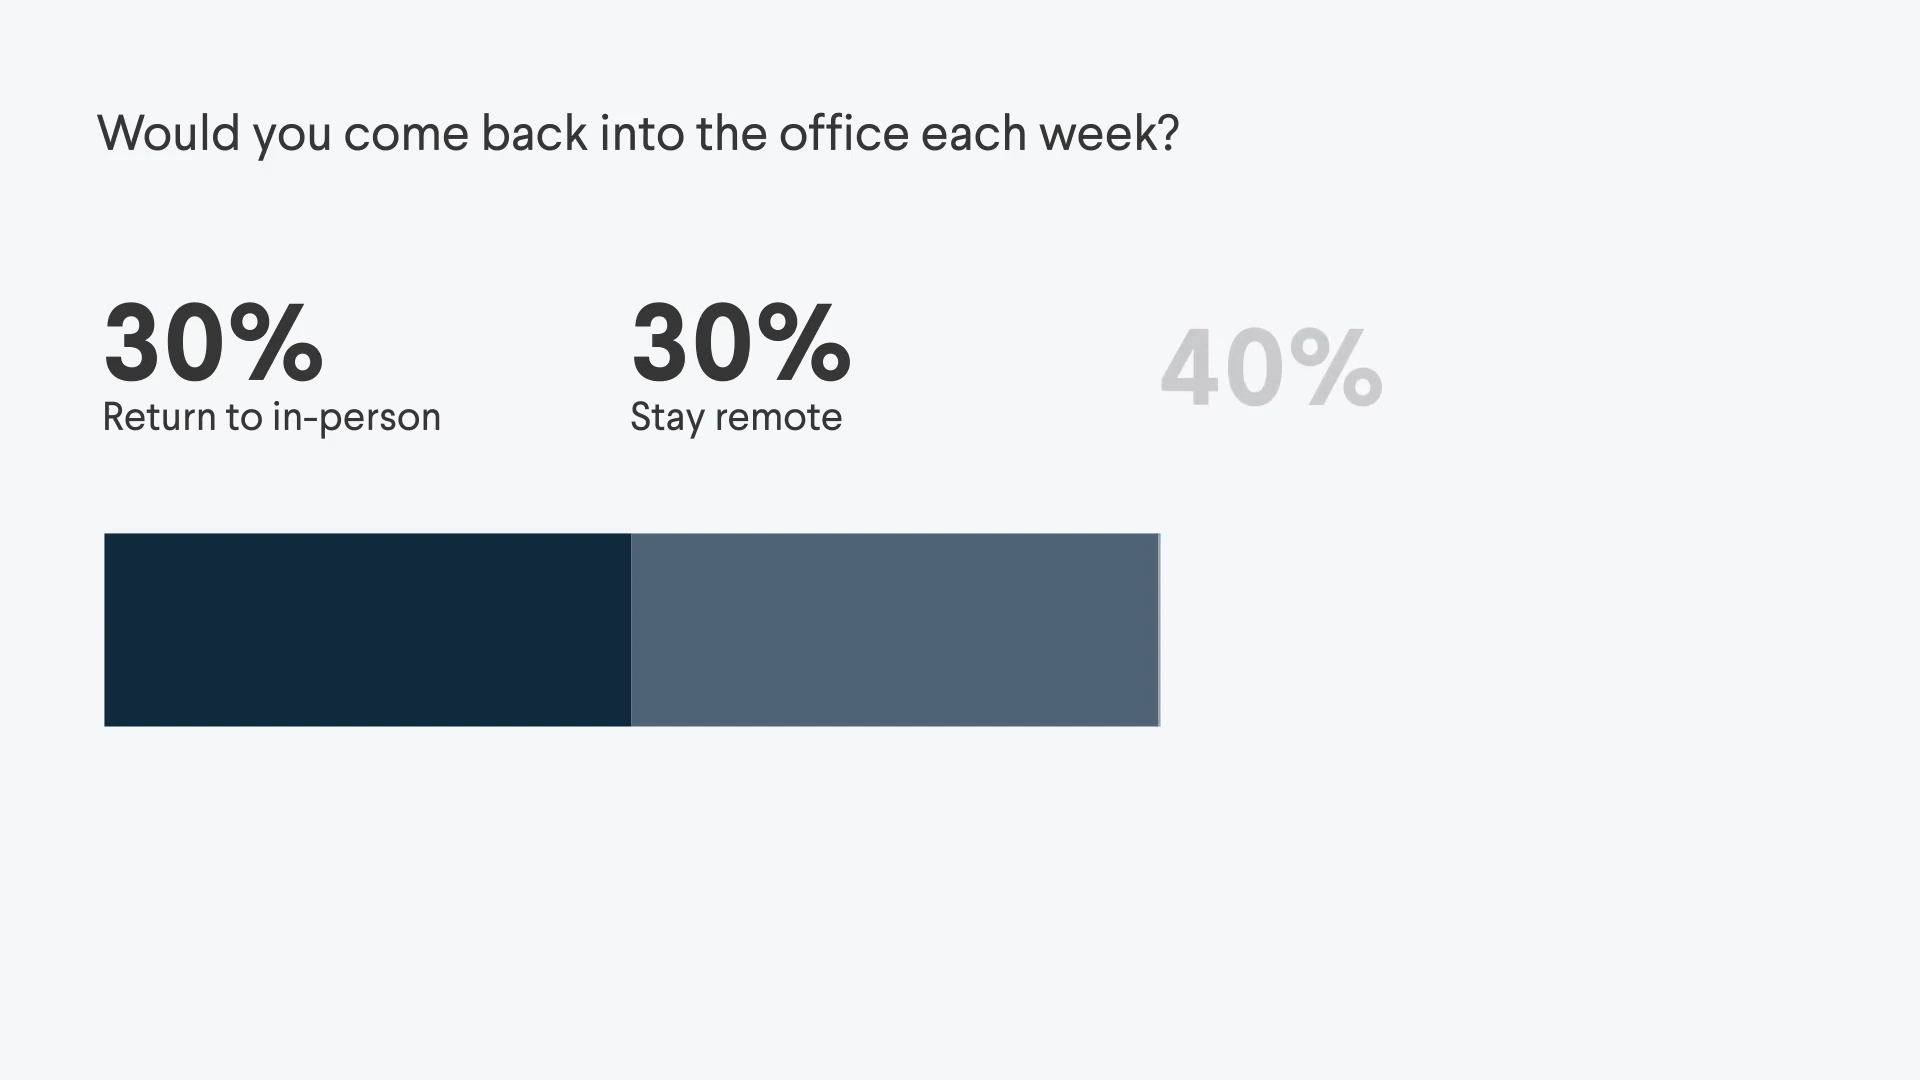 Would you come back into the office each week?
30%
Return to in-person
30%
Stay remote
40%